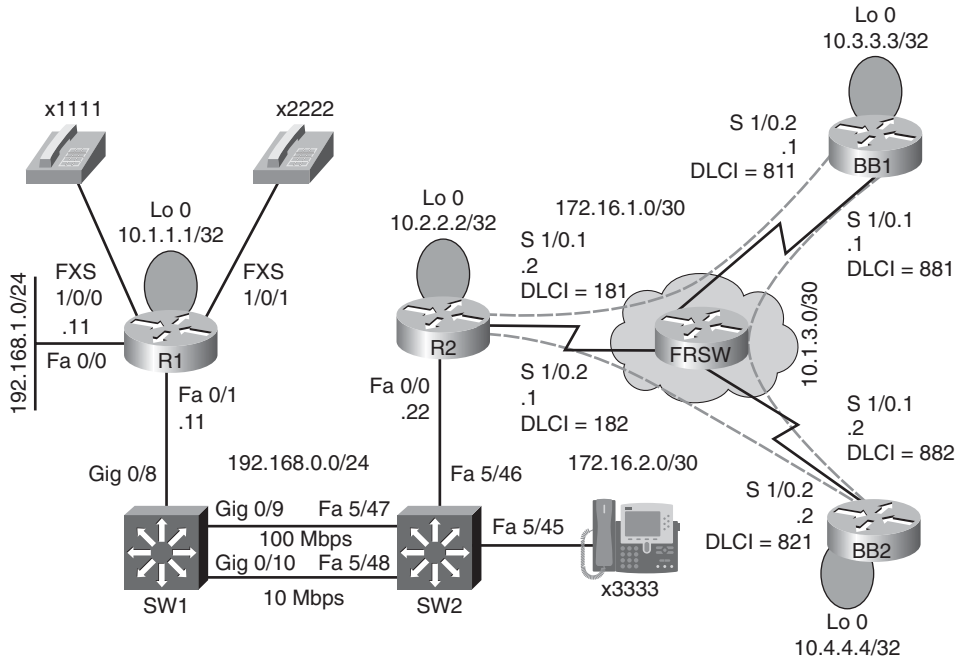 Lo 0
10.3.3.3/32
x1111
x2222
S 1/0.2
.1
DLCI = 811
BB1
Lo 0
10.1.1.1/32
Lo 0
10.2.2.2/32
172.16.1.0/30
S 1/0.1
.2
DLCI = 181
S 1/0.1
.1
DLCI = 881
FXS
1/0/0
FXS
1/0/1
192.168.1.0/24
.11
Fa 0/0
R1
R2
FRSW
10.1.3.0/30
Fa 0/1
.11
Fa 0/0
.22
S 1/0.2
.1
DLCI = 182
S 1/0.1
.2
DLCI = 882
Gig 0/8
192.168.0.0/24
Fa 5/46
172.16.2.0/30
S 1/0.2
.2
DLCI = 821
BB2
Gig 0/9
Fa 5/47
100 Mbps
Fa 5/45
Gig 0/10
Fa 5/48
10 Mbps
SW1
SW2
x3333
Lo 0
10.4.4.4/32